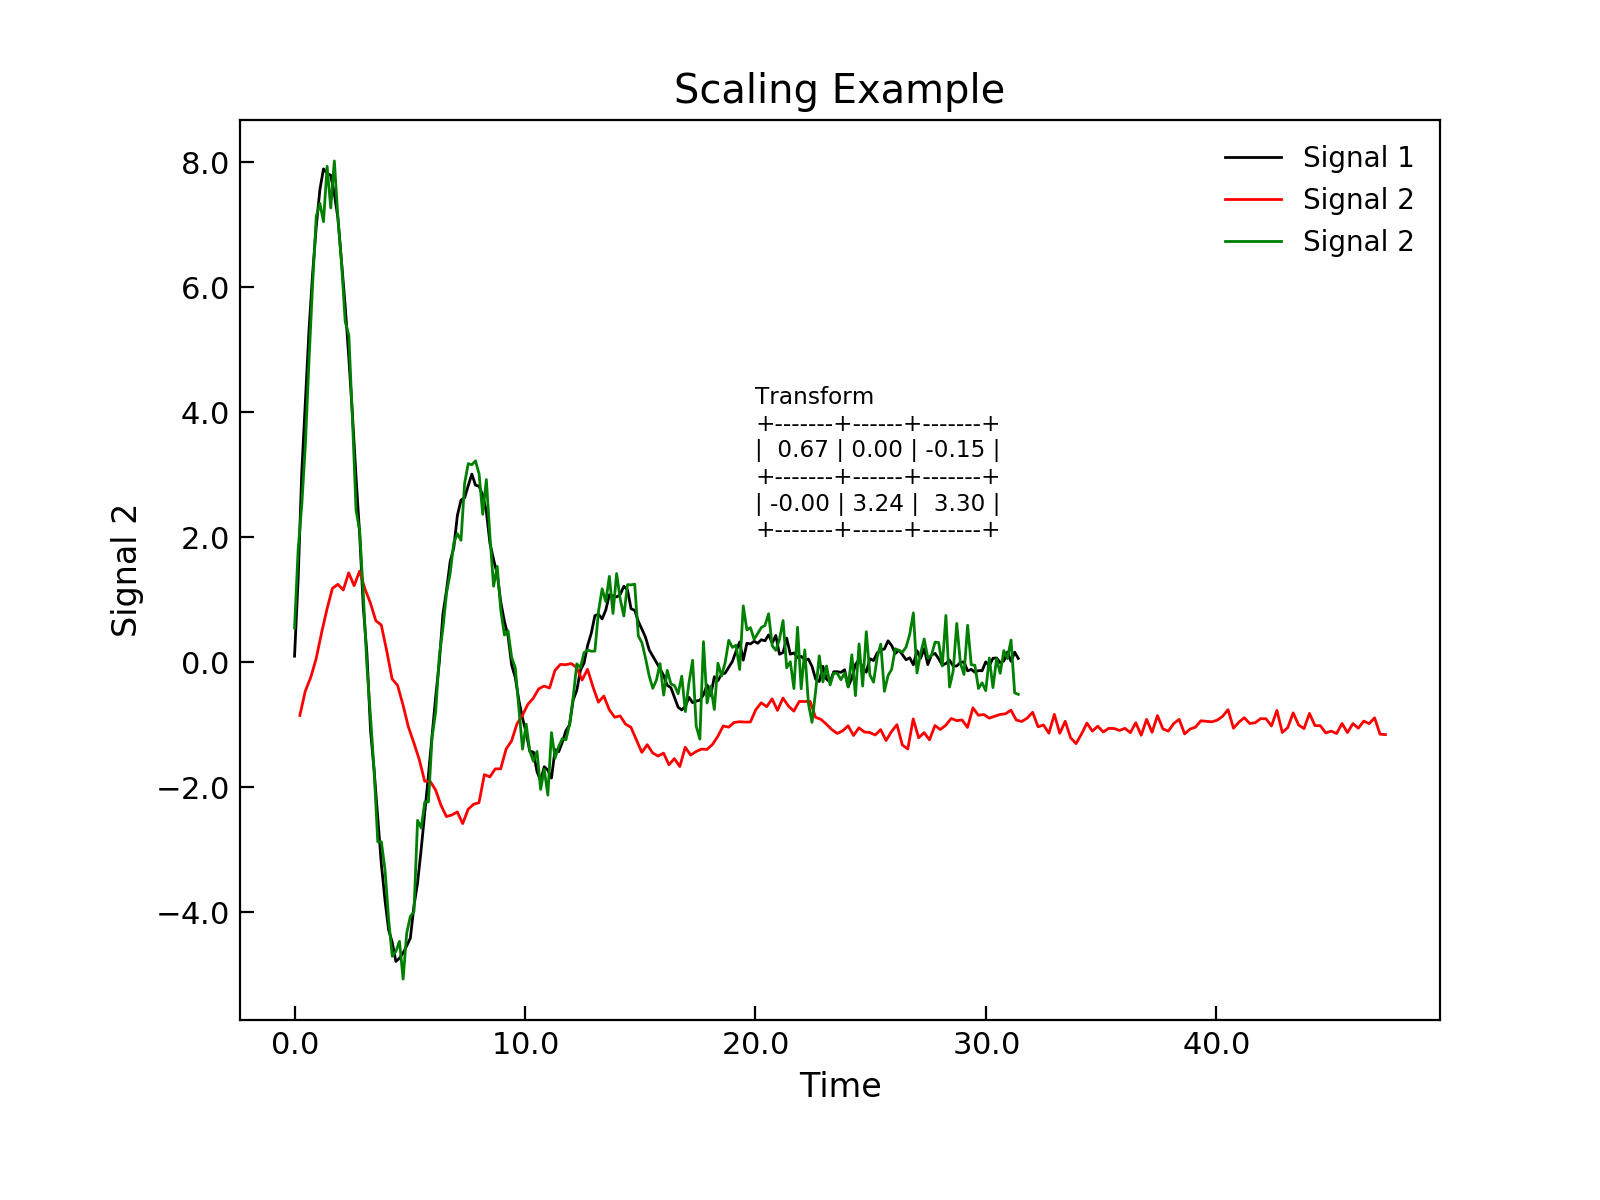 Scaling Example
8.0
6.0
4.0
2.0
0.0
−2.0
−4.0
Signal 2
Signal 1
Signal 2
Signal 2
Transform
+-------+------+-------+
|  0.67 | 0.00 | -0.15 |
+-------+------+-------+
| -0.00 | 3.24 |  3.30 |
+-------+------+-------+
0.0 10.0 20.0 30.0 40.0
Time